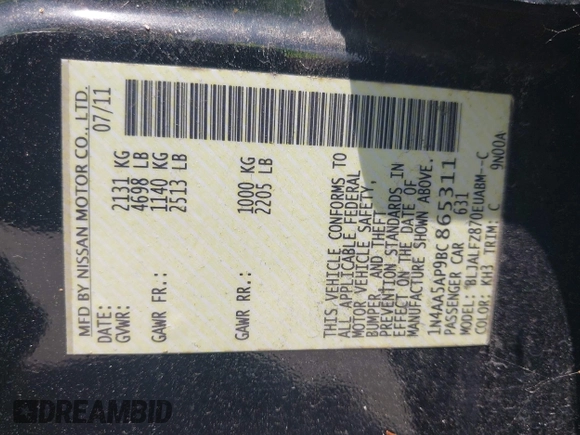 MFD BY NISSAN MOTOR CO., LTD.
DATE: 07/11
GVWR: 2131 KG
4698 LB
GAWR FR.: 1140 KG
2513 LB
GAWR RR.: 1000 KG
2205 LB
THIS VEHICLE CONFORMS TO
ALL APPLICABLE FEDERAL
MOTOR VEHICLE SAFETY,
BUMPER, AND THEFT
PREVENTION STANDARDS IN
EFFECT ON THE DATE OF
MANUFACTURE SHOWN ABOVE.
1N4AA5AP9BC865311
PASSENGER CAR 631
MODEL: BLJALFZ870EUABM--C
COLOR: KH3 TRIM: C 9N00A
DREAMBID